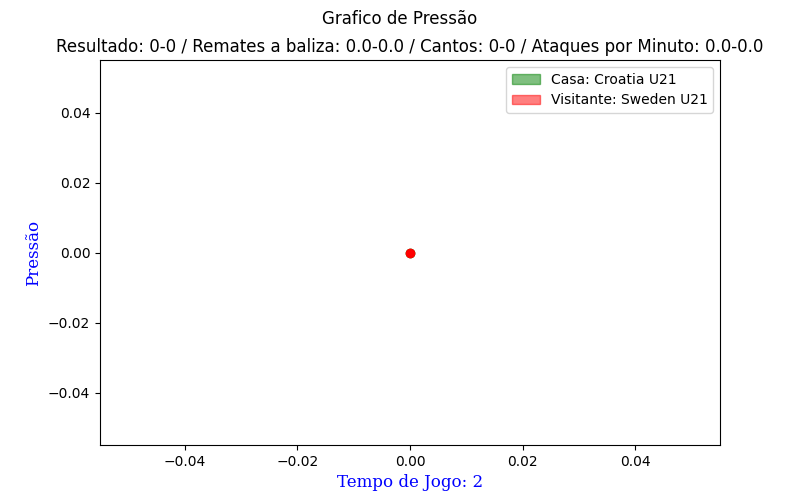 Grafico de Pressão
Resultado: 0-0 / Remates a baliza: 0.0-0.0 / Cantos: 0-0 / Ataques por Minuto: 0.0-0.0
Casa: Croatia U21
Visitante: Sweden U21
Pressão
0.04
0.02
0.00
−0.02
−0.04
−0.04 −0.02 0.00 0.02 0.04
Tempo de Jogo: 2